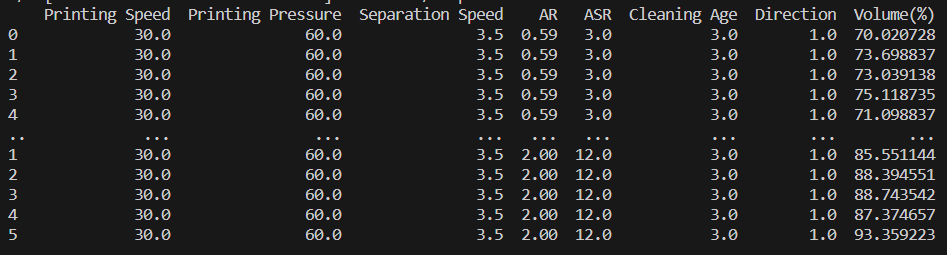 Printing Speed Printing Pressure Separation Speed AR ASR Cleaning Age Direction Volume(%)
0 30.0 60.0 3.5 0.59 3.0 3.0 1.0 70.020728
1 30.0 60.0 3.5 0.59 3.0 3.0 1.0 73.698837
2 30.0 60.0 3.5 0.59 3.0 3.0 1.0 73.039138
3 30.0 60.0 3.5 0.59 3.0 3.0 1.0 75.118735
4 30.0 60.0 3.5 0.59 3.0 3.0 1.0 71.098837
.. ... ... ... ... ... ... ... ...
1 30.0 60.0 3.5 2.00 12.0 3.0 1.0 85.551144
2 30.0 60.0 3.5 2.00 12.0 3.0 1.0 88.394551
3 30.0 60.0 3.5 2.00 12.0 3.0 1.0 88.743542
4 30.0 60.0 3.5 2.00 12.0 3.0 1.0 87.374657
5 30.0 60.0 3.5 2.00 12.0 3.0 1.0 93.359223